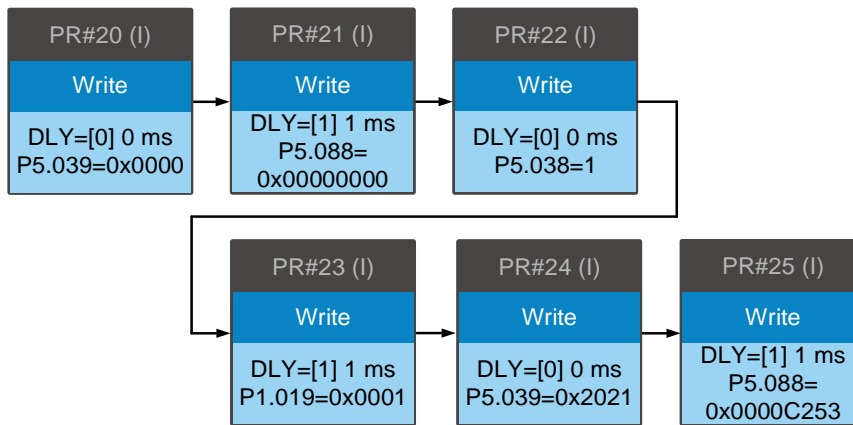 PR#20 (I)
Write
DLY=[0] 0 ms
P5.039=0x0000
PR#21 (I)
Write
DLY=[1] 1 ms
P5.088=
0x00000000
PR#22 (I)
Write
DLY=[0] 0 ms
P5.038=1
PR#23 (I)
Write
DLY=[1] 1 ms
P1.019=0x0001
PR#24 (I)
Write
DLY=[0] 0 ms
P5.039=0x2021
PR#25 (I)
Write
DLY=[1] 1 ms
P5.088=
0x0000C253